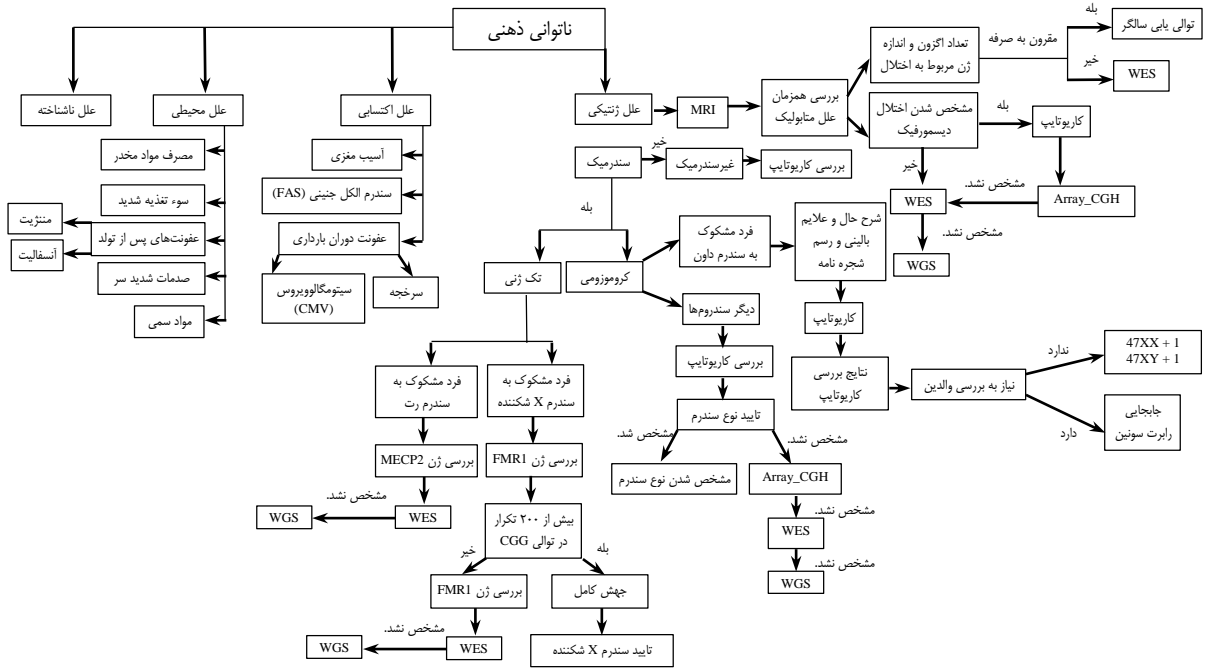 ناتوانی ذهنی
علل ژنتیکی
علل اکتسابی
علل محیطی
علل ناشناخته
MRI
بررسی همزمان
علل متابولیک
تعداد اگزون و اندازه
ژن مربوط به اختلال
مقرون به صرفه
بله
توالی یابی سالگر
خیر
WES
مشخص شدن اختلال
دیسمورفیک
بله
کاریوتایپ
Array_CGH
مشخص نشد.
خیر
WES
مشخص نشد.
WGS
سندرمیک
خیر
غیرسندرمیک
بررسی کاریوتایپ
بله
کروموزومی
تک ژنی
فرد مشکوک
به سندرم داون
شرح حال و علایم
بالینی و رسم
شجره نامه
کاریوتایپ
نتایج بررسی
کاریوتایپ
نیاز به بررسی والدین
ندارد
47XX + 1
47XY + 1
دارد
جابجایی
رابرت سونین
دیگر سندروم‌ها
بررسی کاریوتایپ
تایید نوع سندرم
مشخص نشد.
Array_CGH
مشخص نشد.
WES
مشخص نشد.
WGS
مشخص شد.
مشخص شدن نوع سندرم
فرد مشکوک به
سندرم X شکننده
بررسی ژن FMR1
بیش از ۲۰۰ تکرار
در توالی CGG
بله
جهش کامل
تایید سندرم X شکننده
خیر
بررسی ژن FMR1
WES
مشخص نشد.
WGS
فرد مشکوک به
سندرم رت
بررسی ژن MECP2
WES
مشخص نشد.
WGS
آسیب مغزی
سندرم الکل جنینی (FAS)
عفونت دوران بارداری
سرخجه
سیتومگالوویروس
(CMV)
مصرف مواد مخدر
سوء تغذیه شدید
عفونت‌های پس از تولد
مننژیت
آنسفالیت
صدمات شدید سر
مواد سمی